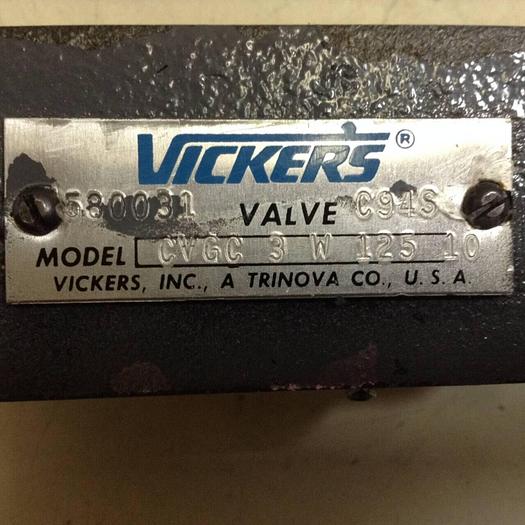 VICKERS ®
580031 VALVE C94S
MODEL CVGC 3 W 125 10
VICKERS, INC., A TRINOVA CO., U. S. A.